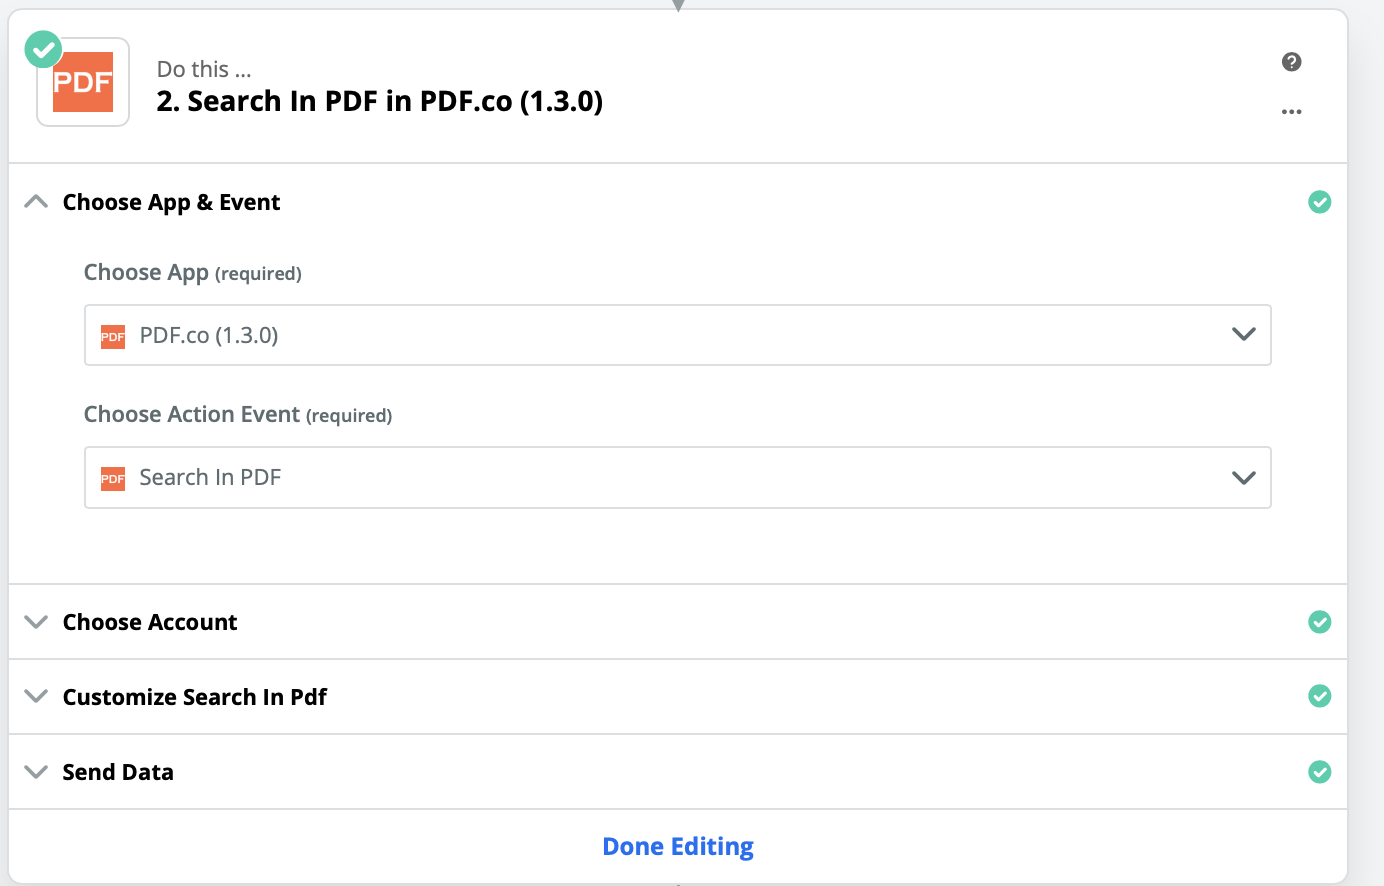 PDF
Do this ...
2. Search In PDF in PDF.co (1.3.0)
?
Choose App & Event
Choose App (required)
PDF PDF.co (1.3.0)
Choose Action Event (required)
PDF Search In PDF
Choose Account
Customize Search In Pdf
Send Data
Done Editing